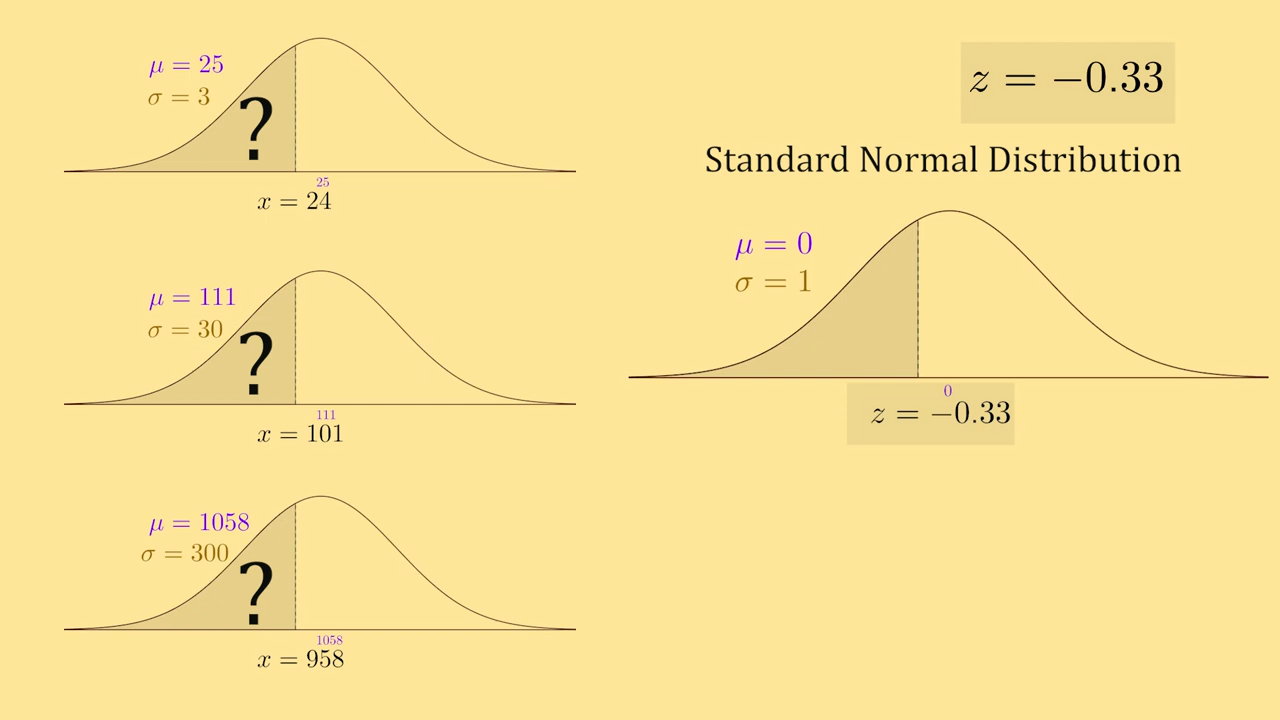 μ = 25
σ = 3
?
25
x = 24
μ = 111
σ = 30
?
111
x = 101
μ = 1058
σ = 300
?
1058
x = 958
z = −0.33
Standard Normal Distribution
μ = 0
σ = 1
0
z = −0.33